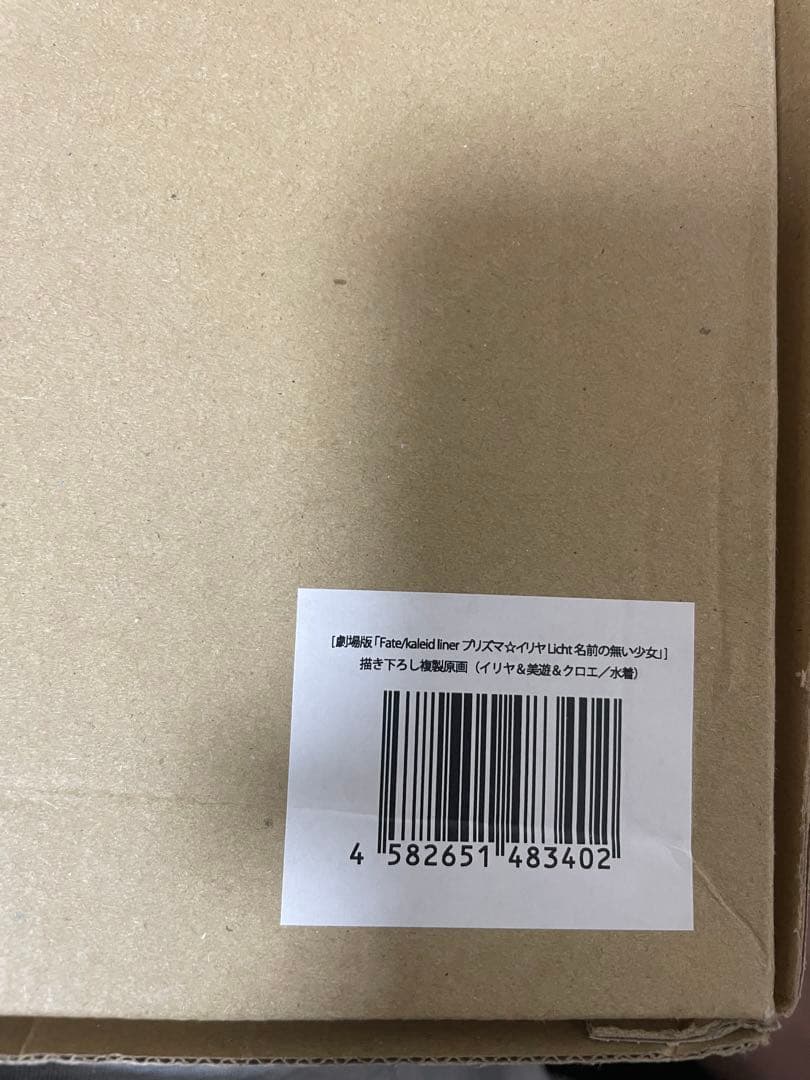 [劇場版「Fate/kaleid liner プリズマ☆イリヤ Licht 名前の無い少女」]
描き下ろし複製原画（イリヤ＆美遊＆クロエ／水着）
4 582651 483402